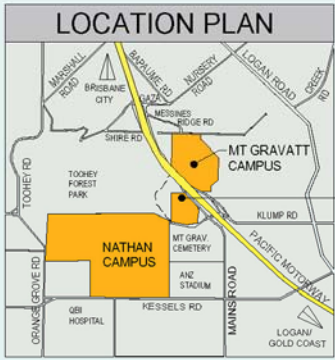 LOCATION PLAN
MARSHALL
ROAD
BAPAUME RD
NURSERY
ROAD
LOGAN ROAD
CREEK
RD
BRISBANE
CITY
GAZA
MESSINES
RIDGE RD
SHIRE RD
MT GRAVATT
CAMPUS
TOOHEY RD
TOOHEY
FOREST
PARK
KLUMP RD
NATHAN
CAMPUS
MT GRAV.
CEMETERY
PACIFIC MOTORWAY
ANZ
STADIUM
ORANGE GROVE RD
MAINS ROAD
KESSELS RD
QEII
HOSPITAL
LOGAN/
GOLD COAST